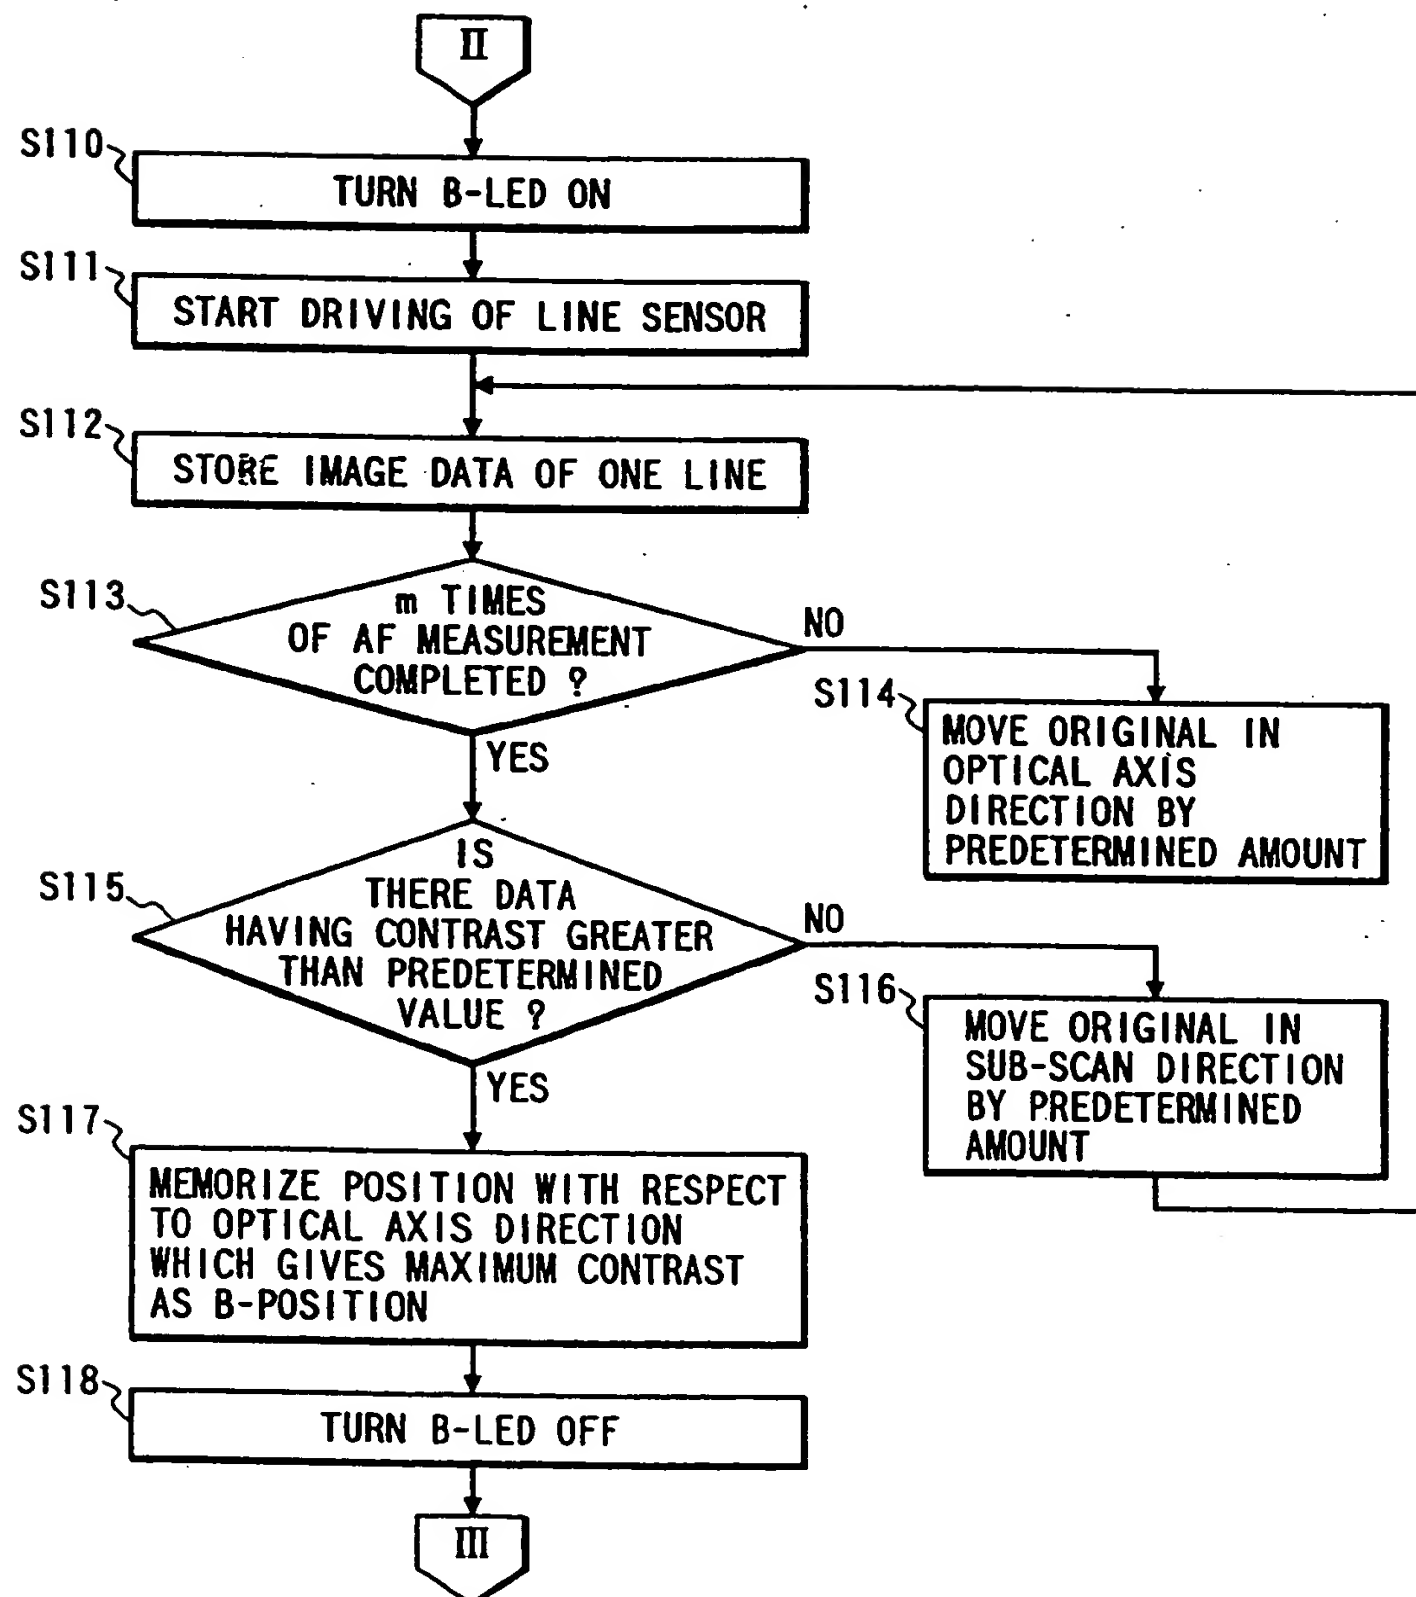 II
S110
TURN B-LED ON
S111
START DRIVING OF LINE SENSOR
S112
STORE IMAGE DATA OF ONE LINE
S113
m TIMES
OF AF MEASUREMENT
COMPLETED ?
NO
YES
S114
MOVE ORIGINAL IN
OPTICAL AXIS
DIRECTION BY
PREDETERMINED AMOUNT
S115
IS
THERE DATA
HAVING CONTRAST GREATER
THAN PREDETERMINED
VALUE ?
NO
YES
S116
MOVE ORIGINAL IN
SUB-SCAN DIRECTION
BY PREDETERMINED
AMOUNT
S117
MEMORIZE POSITION WITH RESPECT
TO OPTICAL AXIS DIRECTION
WHICH GIVES MAXIMUM CONTRAST
AS B-POSITION
S118
TURN B-LED OFF
III